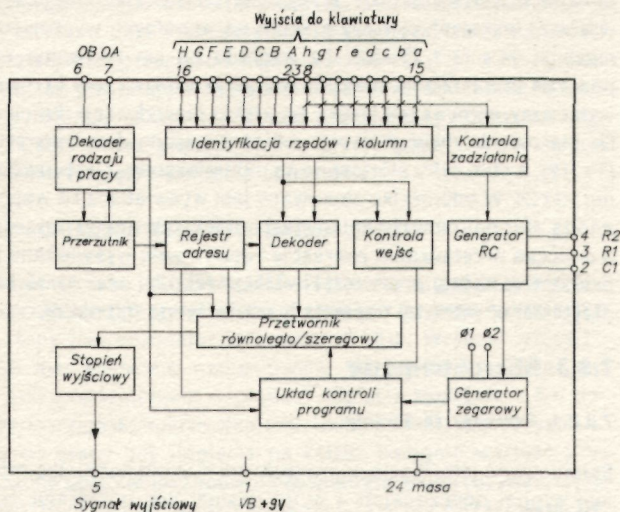 Wyjścia do klawiatury
OB OA H G F E D C B A h g f e d c b a
6 7 16 23 8 15
Dekoder
rodzaju
pracy
Identyfikacja rzędów i kolumn
Kontrola
zadziałania
Przerzutnik
Rejestr
adresu
Dekoder
Kontrola
wejść
Generator
RC
4 R2
3 R1
2 C1
Przetwornik
równoległo/szeregowy
ø1 ø2
Stopień
wyjściowy
Układ kontroli
programu
Generator
zegarowy
5 1 24 masa
Sygnał wyjściowy VB +9V